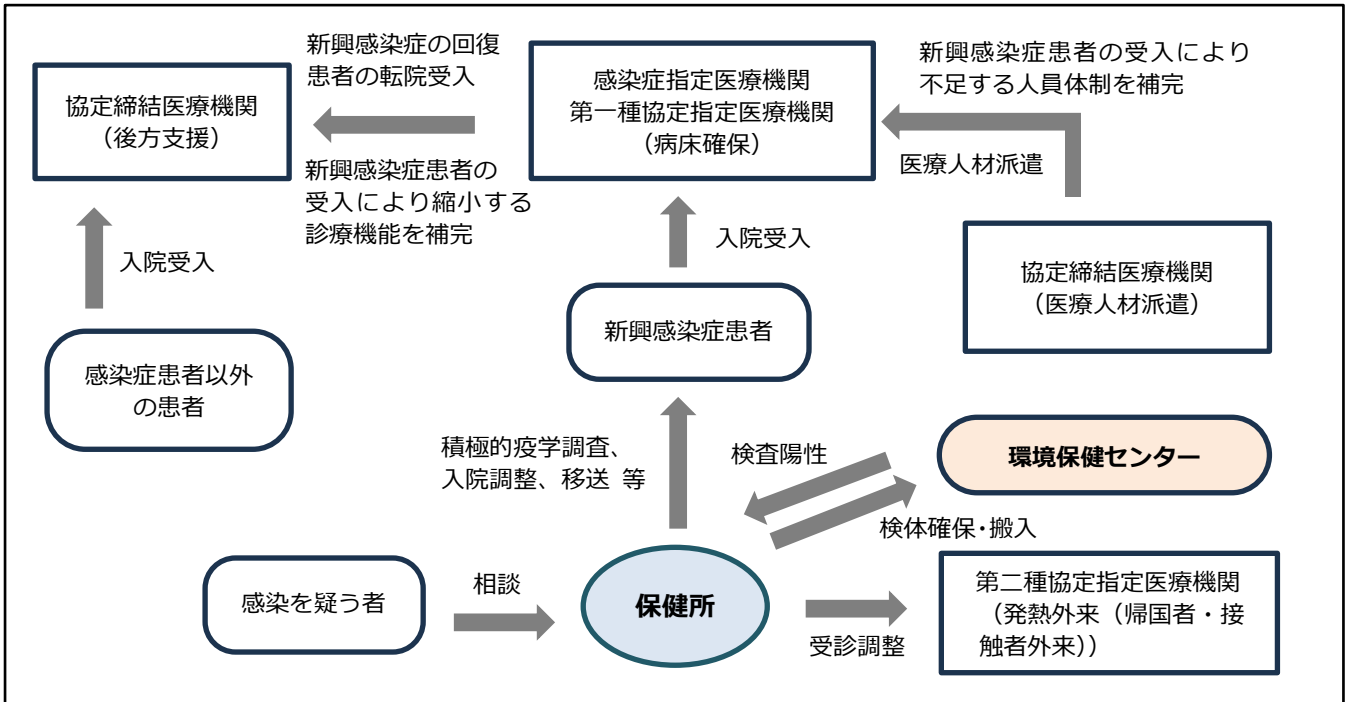 新興感染症の回復
患者の転院受入
協定締結医療機関
（後方支援）
新興感染症患者の
受入により縮小する
診療機能を補完
感染症指定医療機関
第一種協定指定医療機関
（病床確保）
新興感染症患者の受入により
不足する人員体制を補完
医療人材派遣
入院受入
入院受入
協定締結医療機関
（医療人材派遣）
新興感染症患者
感染症患者以外
の患者
積極的疫学調査、
入院調整、移送 等
検査陽性
環境保健センター
検体確保・搬入
感染を疑う者
相談
保健所
受診調整
第二種協定指定医療機関
（発熱外来（帰国者・接
触者外来））